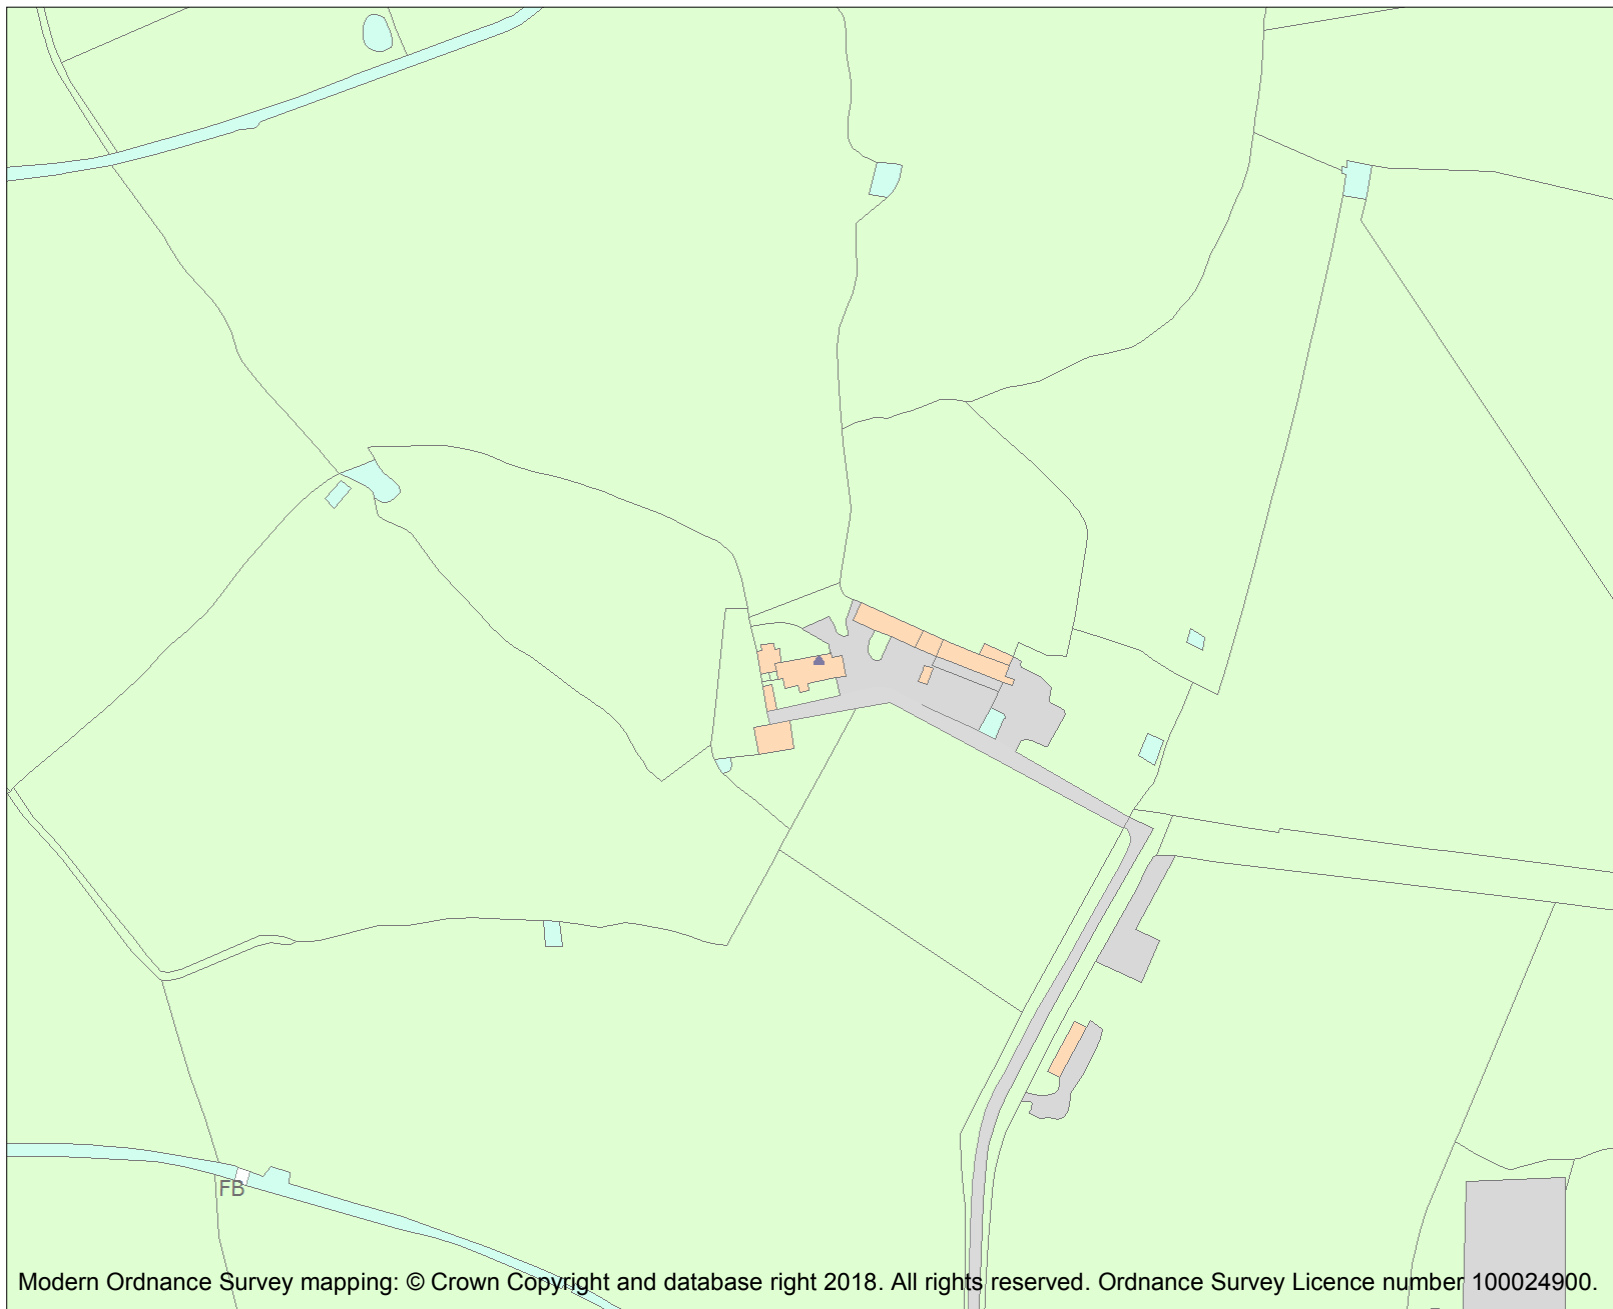 FB
Modern Ordnance Survey mapping: © Crown Copyright and database right 2018. All rights reserved. Ordnance Survey Licence number 100024900.